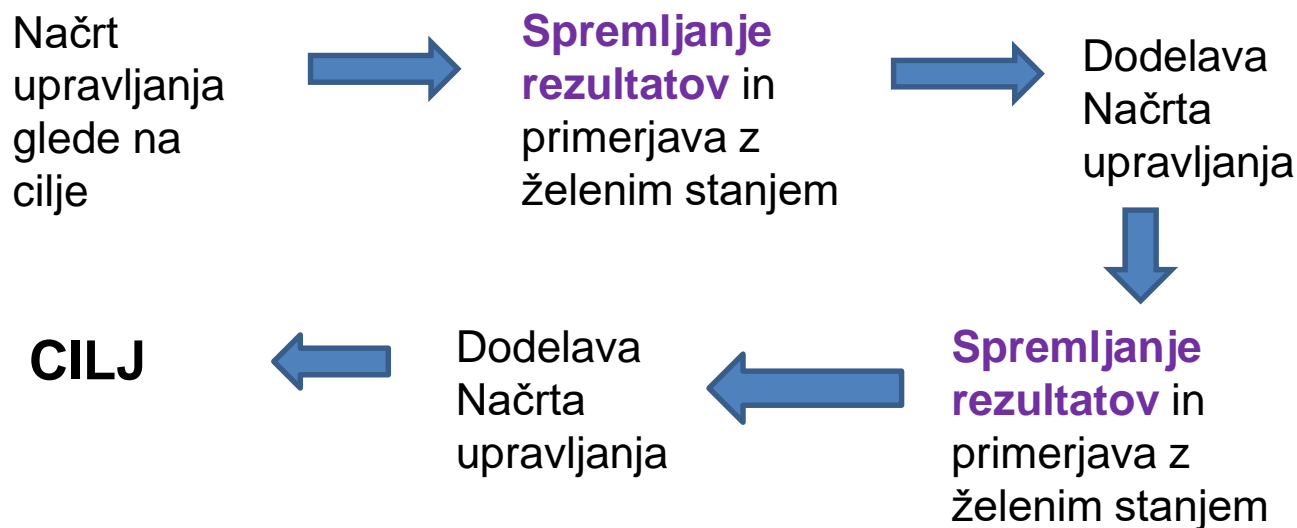 Načrt
upravljanja
glede na
cilje
Spremljanje
rezultatov in
primerjava z
želenim stanjem
Dodelava
Načrta
upravljanja
Spremljanje
rezultatov in
primerjava z
želenim stanjem
Dodelava
Načrta
upravljanja
CILJ